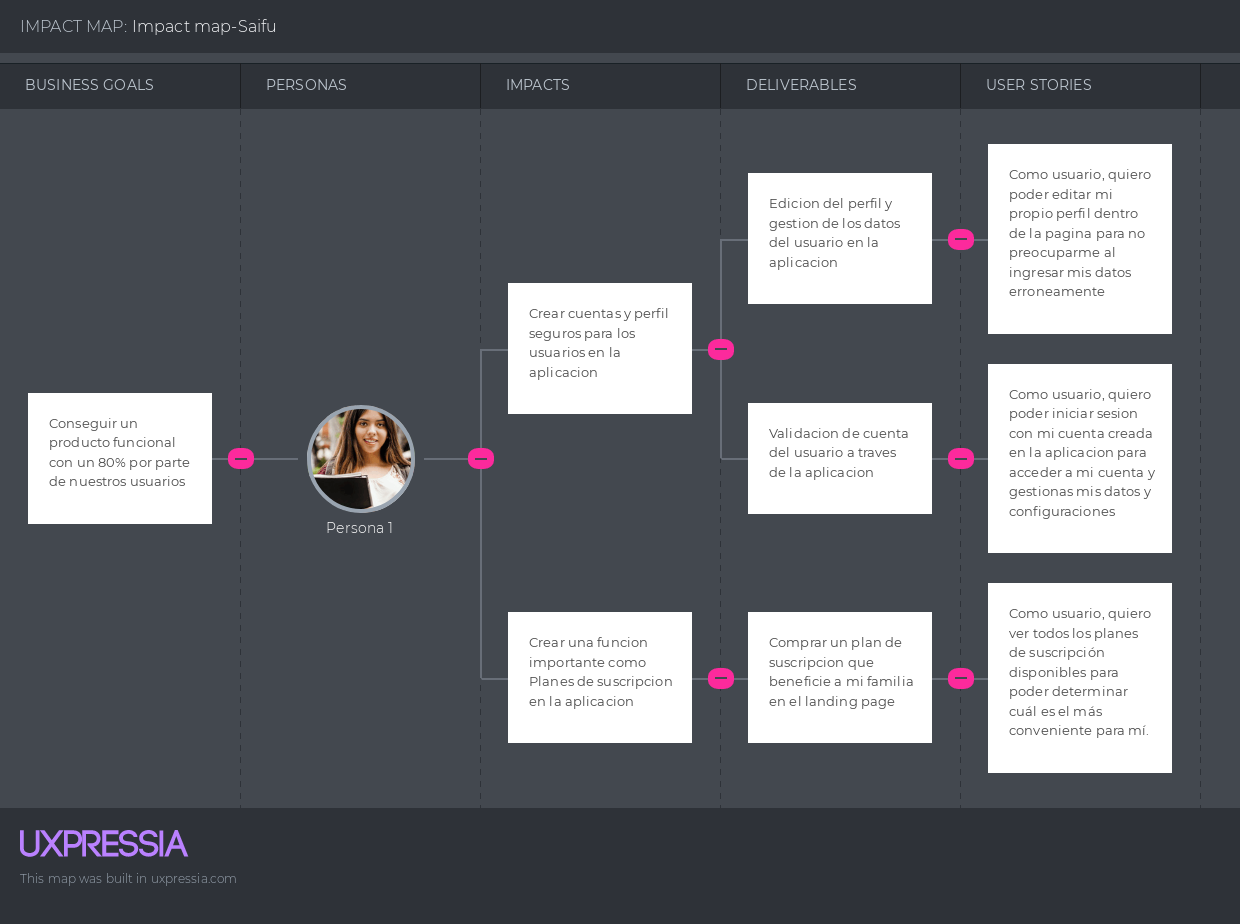 IMPACT MAP: Impact map-Saifu
BUSINESS GOALS
PERSONAS
IMPACTS
DELIVERABLES
USER STORIES
Conseguir un
producto funcional
con un 80% por parte
de nuestros usuarios
Persona 1
Crear cuentas y perfil
seguros para los
usuarios en la
aplicacion
Crear una funcion
importante como
Planes de suscripcion
en la aplicacion
Edicion del perfil y
gestion de los datos
del usuario en la
aplicacion
Validacion de cuenta
del usuario a traves
de la aplicacion
Comprar un plan de
suscripcion que
beneficie a mi familia
en el landing page
Como usuario, quiero
poder editar mi
propio perfil dentro
de la pagina para no
preocuparme al
ingresar mis datos
erroneamente
Como usuario, quiero
poder iniciar sesion
con mi cuenta creada
en la aplicacion para
acceder a mi cuenta y
gestionas mis datos y
configuraciones
Como usuario, quiero
ver todos los planes
de suscripción
disponibles para
poder determinar
cuál es el más
conveniente para mí.
UXPRESSIA
This map was built in uxpressia.com